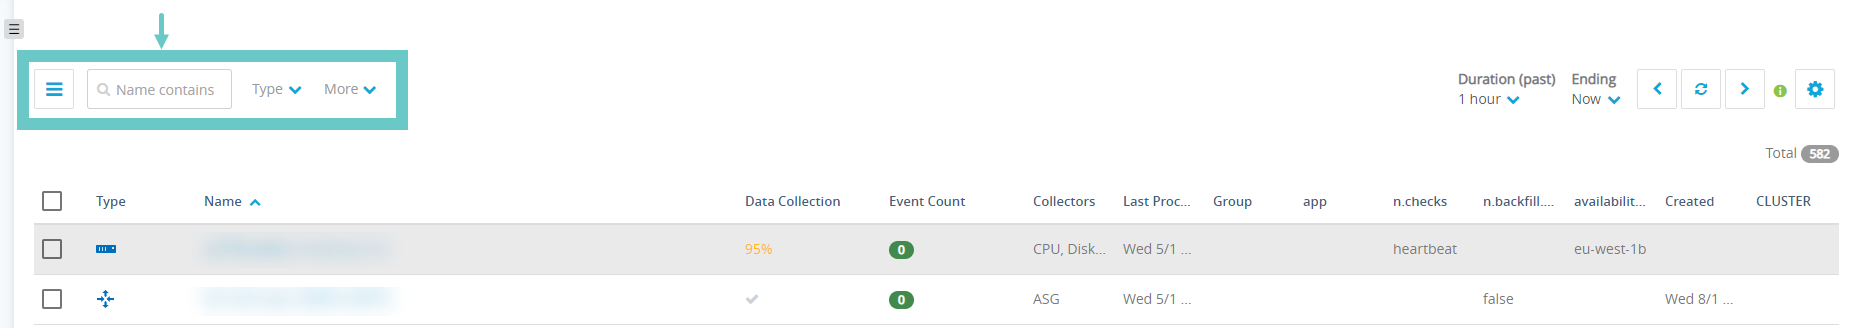 Name contains Type More
Duration (past) Ending
1 hour Now
Total 582
Type Name Data Collection Event Count Collectors Last Proc... Group app n.checks n.backfill.... availabilit... Created CLUSTER
95% 0 CPU, Disk... Wed 5/1 ... heartbeat eu-west-1b
0 ASG Wed 5/1 ... false Wed 8/1 ...